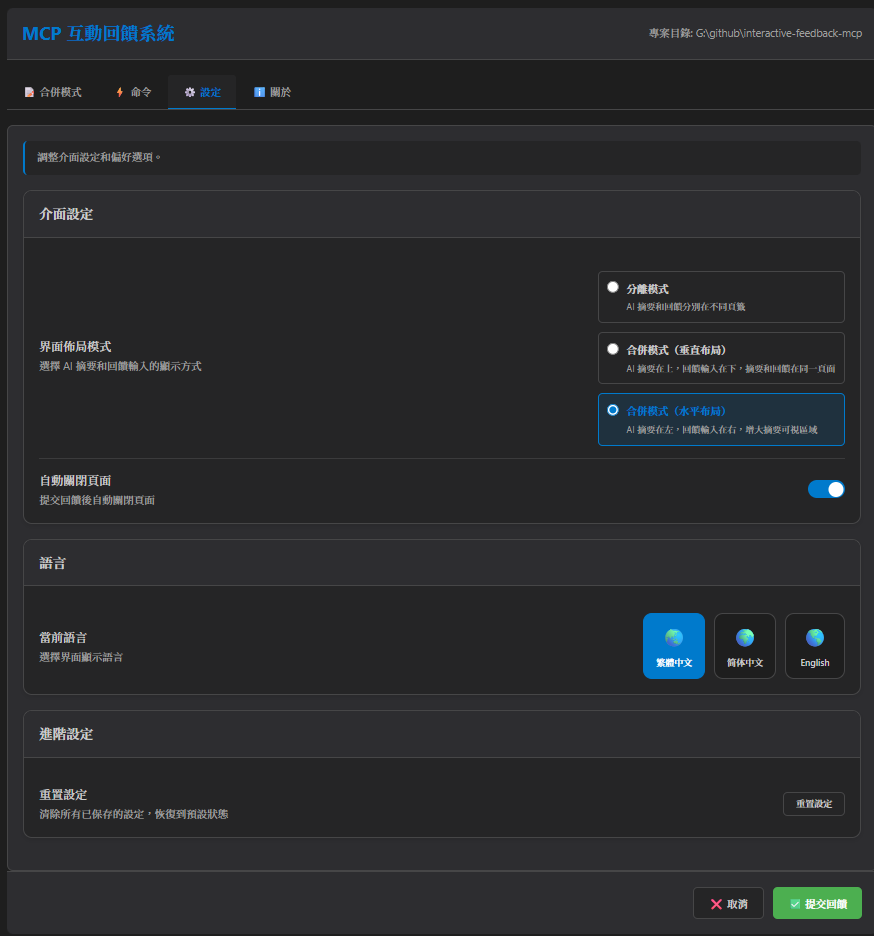 MCP 互動回饋系統
專案目錄: G:\github\interactive-feedback-mcp
合併模式
命令
設定
關於
調整介面設定和偏好選項。
介面設定
界面佈局模式
選擇 AI 摘要和回饋輸入的顯示方式
分離模式
AI 摘要和回饋分別在不同頁籤
合併模式（垂直布局）
AI 摘要在上，回饋輸入在下，摘要和回饋在同一頁面
合併模式（水平布局）
AI 摘要在左，回饋輸入在右，增大摘要可視區域
自動關閉頁面
提交回饋後自動關閉頁面
語言
當前語言
選擇界面顯示語言
繁體中文
简体中文
English
進階設定
重置設定
清除所有已保存的設定，恢復到預設狀態
重置設定
取消
提交回饋